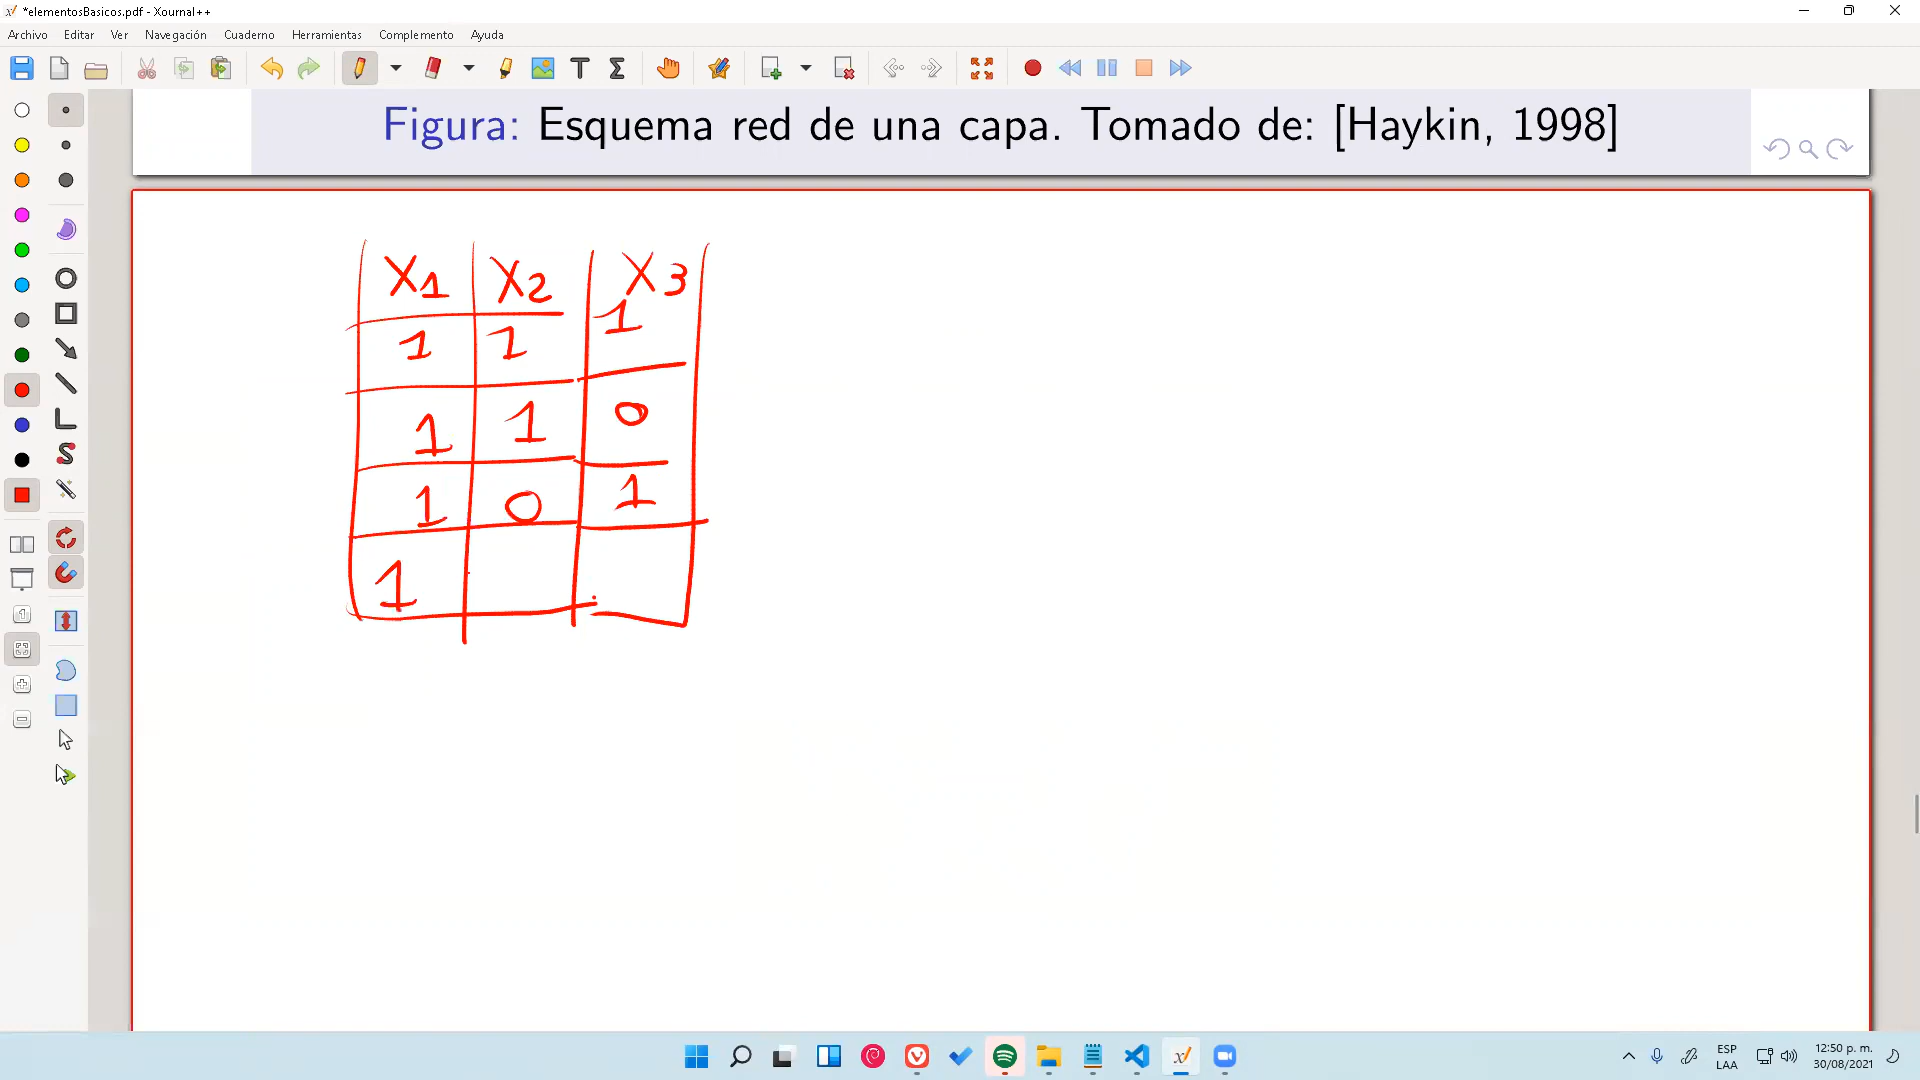 *elementosBasicos.pdf - Xournal++
Archivo Editar Ver Navegación Cuaderno Herramientas Complemento Ayuda
Figura: Esquema red de una capa. Tomado de: [Haykin, 1998]
X1 X2 X3
1 1 1
1 1 0
1 0 1
1
ESP
LAA
12:50 p. m.
30/08/2021